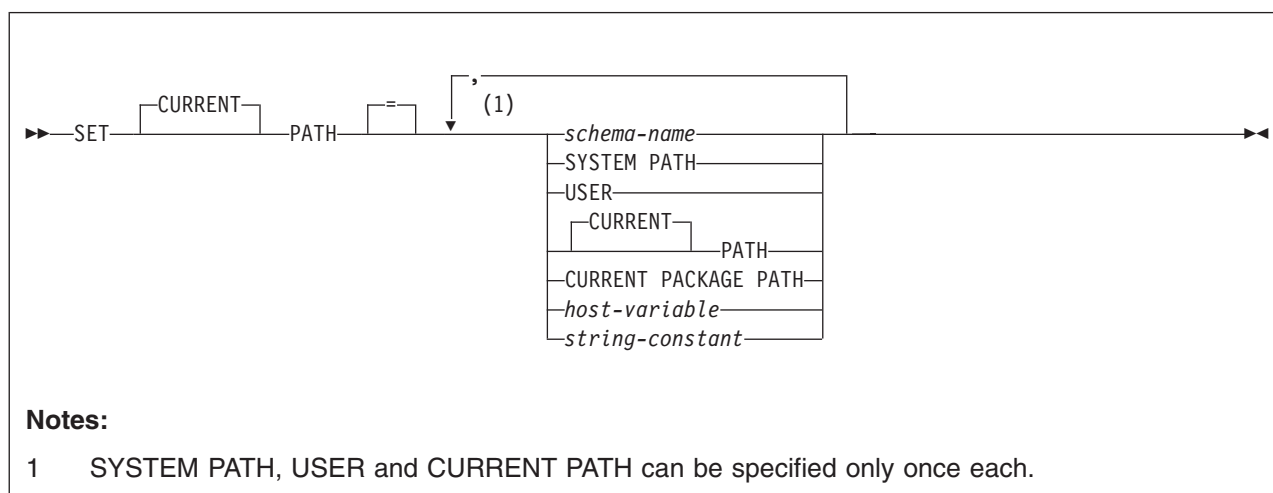 ,
CURRENT = (1)
SET PATH schema-name
SYSTEM PATH
USER
CURRENT
PATH
CURRENT PACKAGE PATH
host-variable
string-constant
Notes:
1 SYSTEM PATH, USER and CURRENT PATH can be specified only once each.